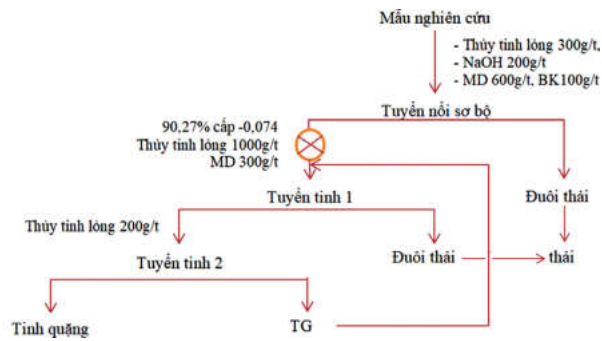 Mẫu nghiên cứu
- Thủy tinh lỏng 300g/t,
- NaOH 200g/t
- MD 600g/t, BK100g/t
Tuyển nổi sơ bộ
90,27% cấp -0,074
Thủy tinh lỏng 1000g/t
MD 300g/t
Tuyển tinh 1
Đuôi thải
Thủy tinh lỏng 200g/t
Tuyển tinh 2
Đuôi thải
thải
Tinh quặng
TG